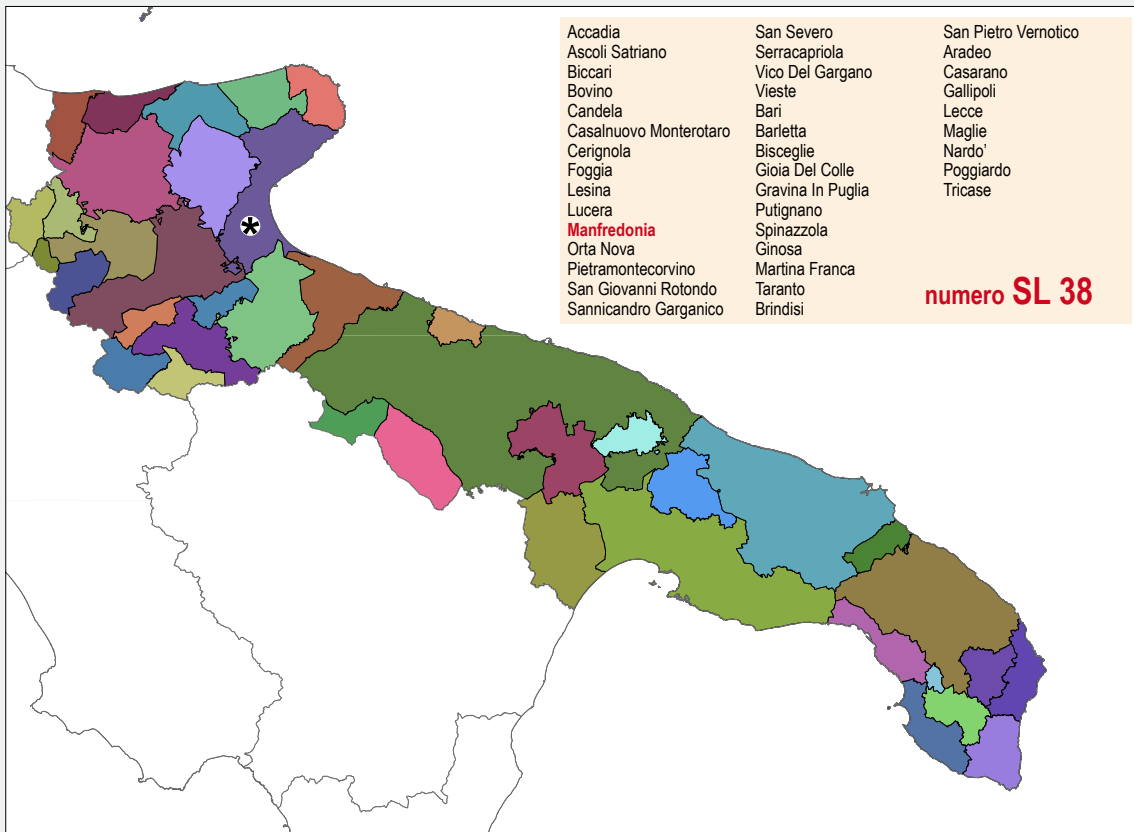 Accadia
Ascoli Satriano
Biccari
Bovino
Candela
Casalnuovo Monterotaro
Cerignola
Foggia
Lesina
Lucera
Manfredonia
Orta Nova
Pietramontecorvino
San Giovanni Rotondo
Sannicandro Garganico
San Severo
Serracapriola
Vico Del Gargano
Vieste
Bari
Barletta
Bisceglie
Gioia Del Colle
Gravina In Puglia
Putignano
Spinazzola
Ginosa
Martina Franca
Taranto
Brindisi
San Pietro Vernotico
Aradeo
Casarano
Gallipoli
Lecce
Maglie
Nardo'
Poggiardo
Tricase
numero SL 38
*